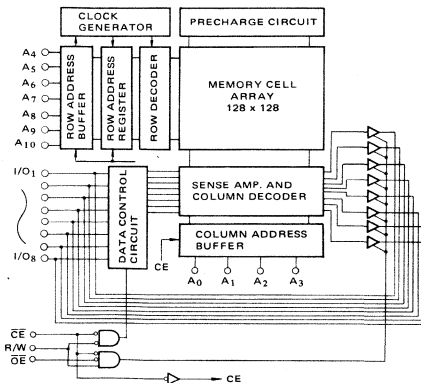 CLOCK
GENERATOR
PRECHARGE CIRCUIT
A4
A5
A6
A7
A8
A9
A10
ROW ADDRESS
BUFFER
ROW ADDRESS
REGISTER
ROW DECODER
MEMORY CELL
ARRAY
128 x 128
I/O1
I/O8
DATA CONTROL
CIRCUIT
SENSE AMP. AND
COLUMN DECODER
COLUMN ADDRESS
BUFFER
CE
A0 A1 A2 A3
C̅E̅
R/W
O̅E̅
CE